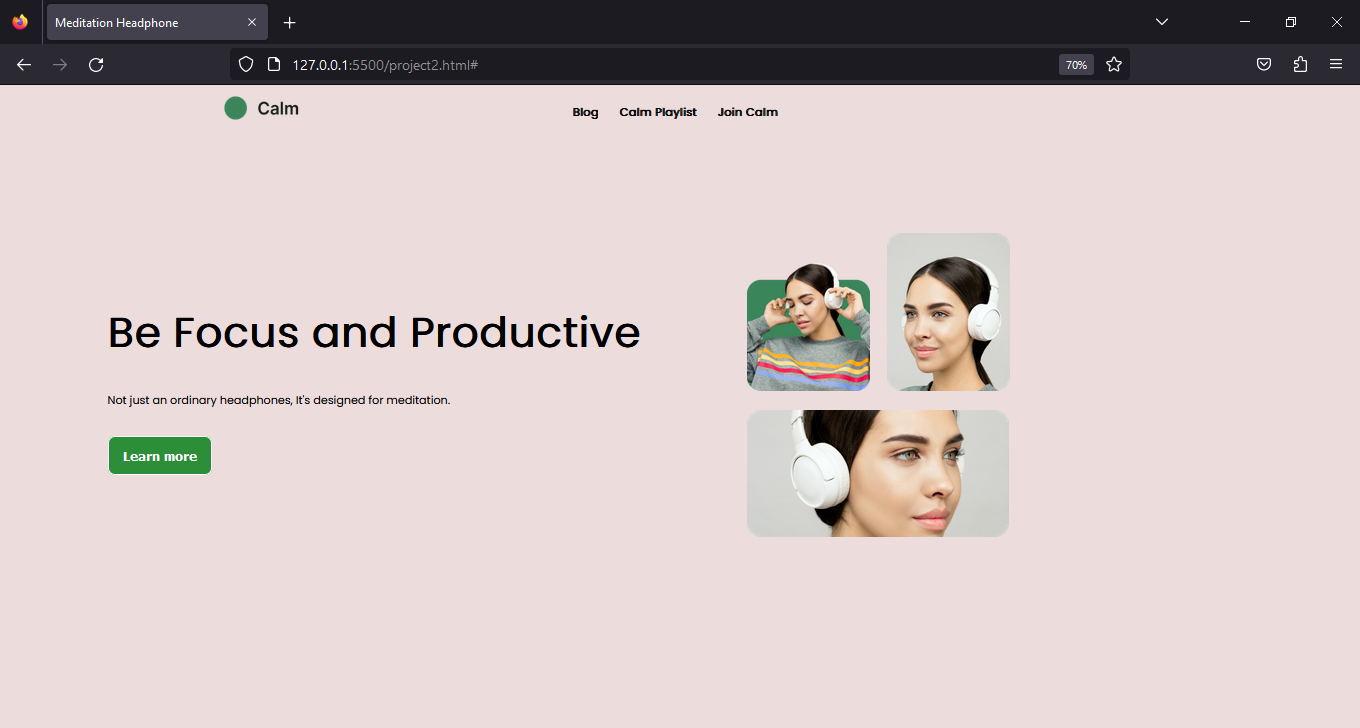 Meditation Headphone
127.0.0.1:5500/project2.html#
70%
Calm
Blog
Calm Playlist
Join Calm
Be Focus and Productive
Not just an ordinary headphones, It's designed for meditation.
Learn more